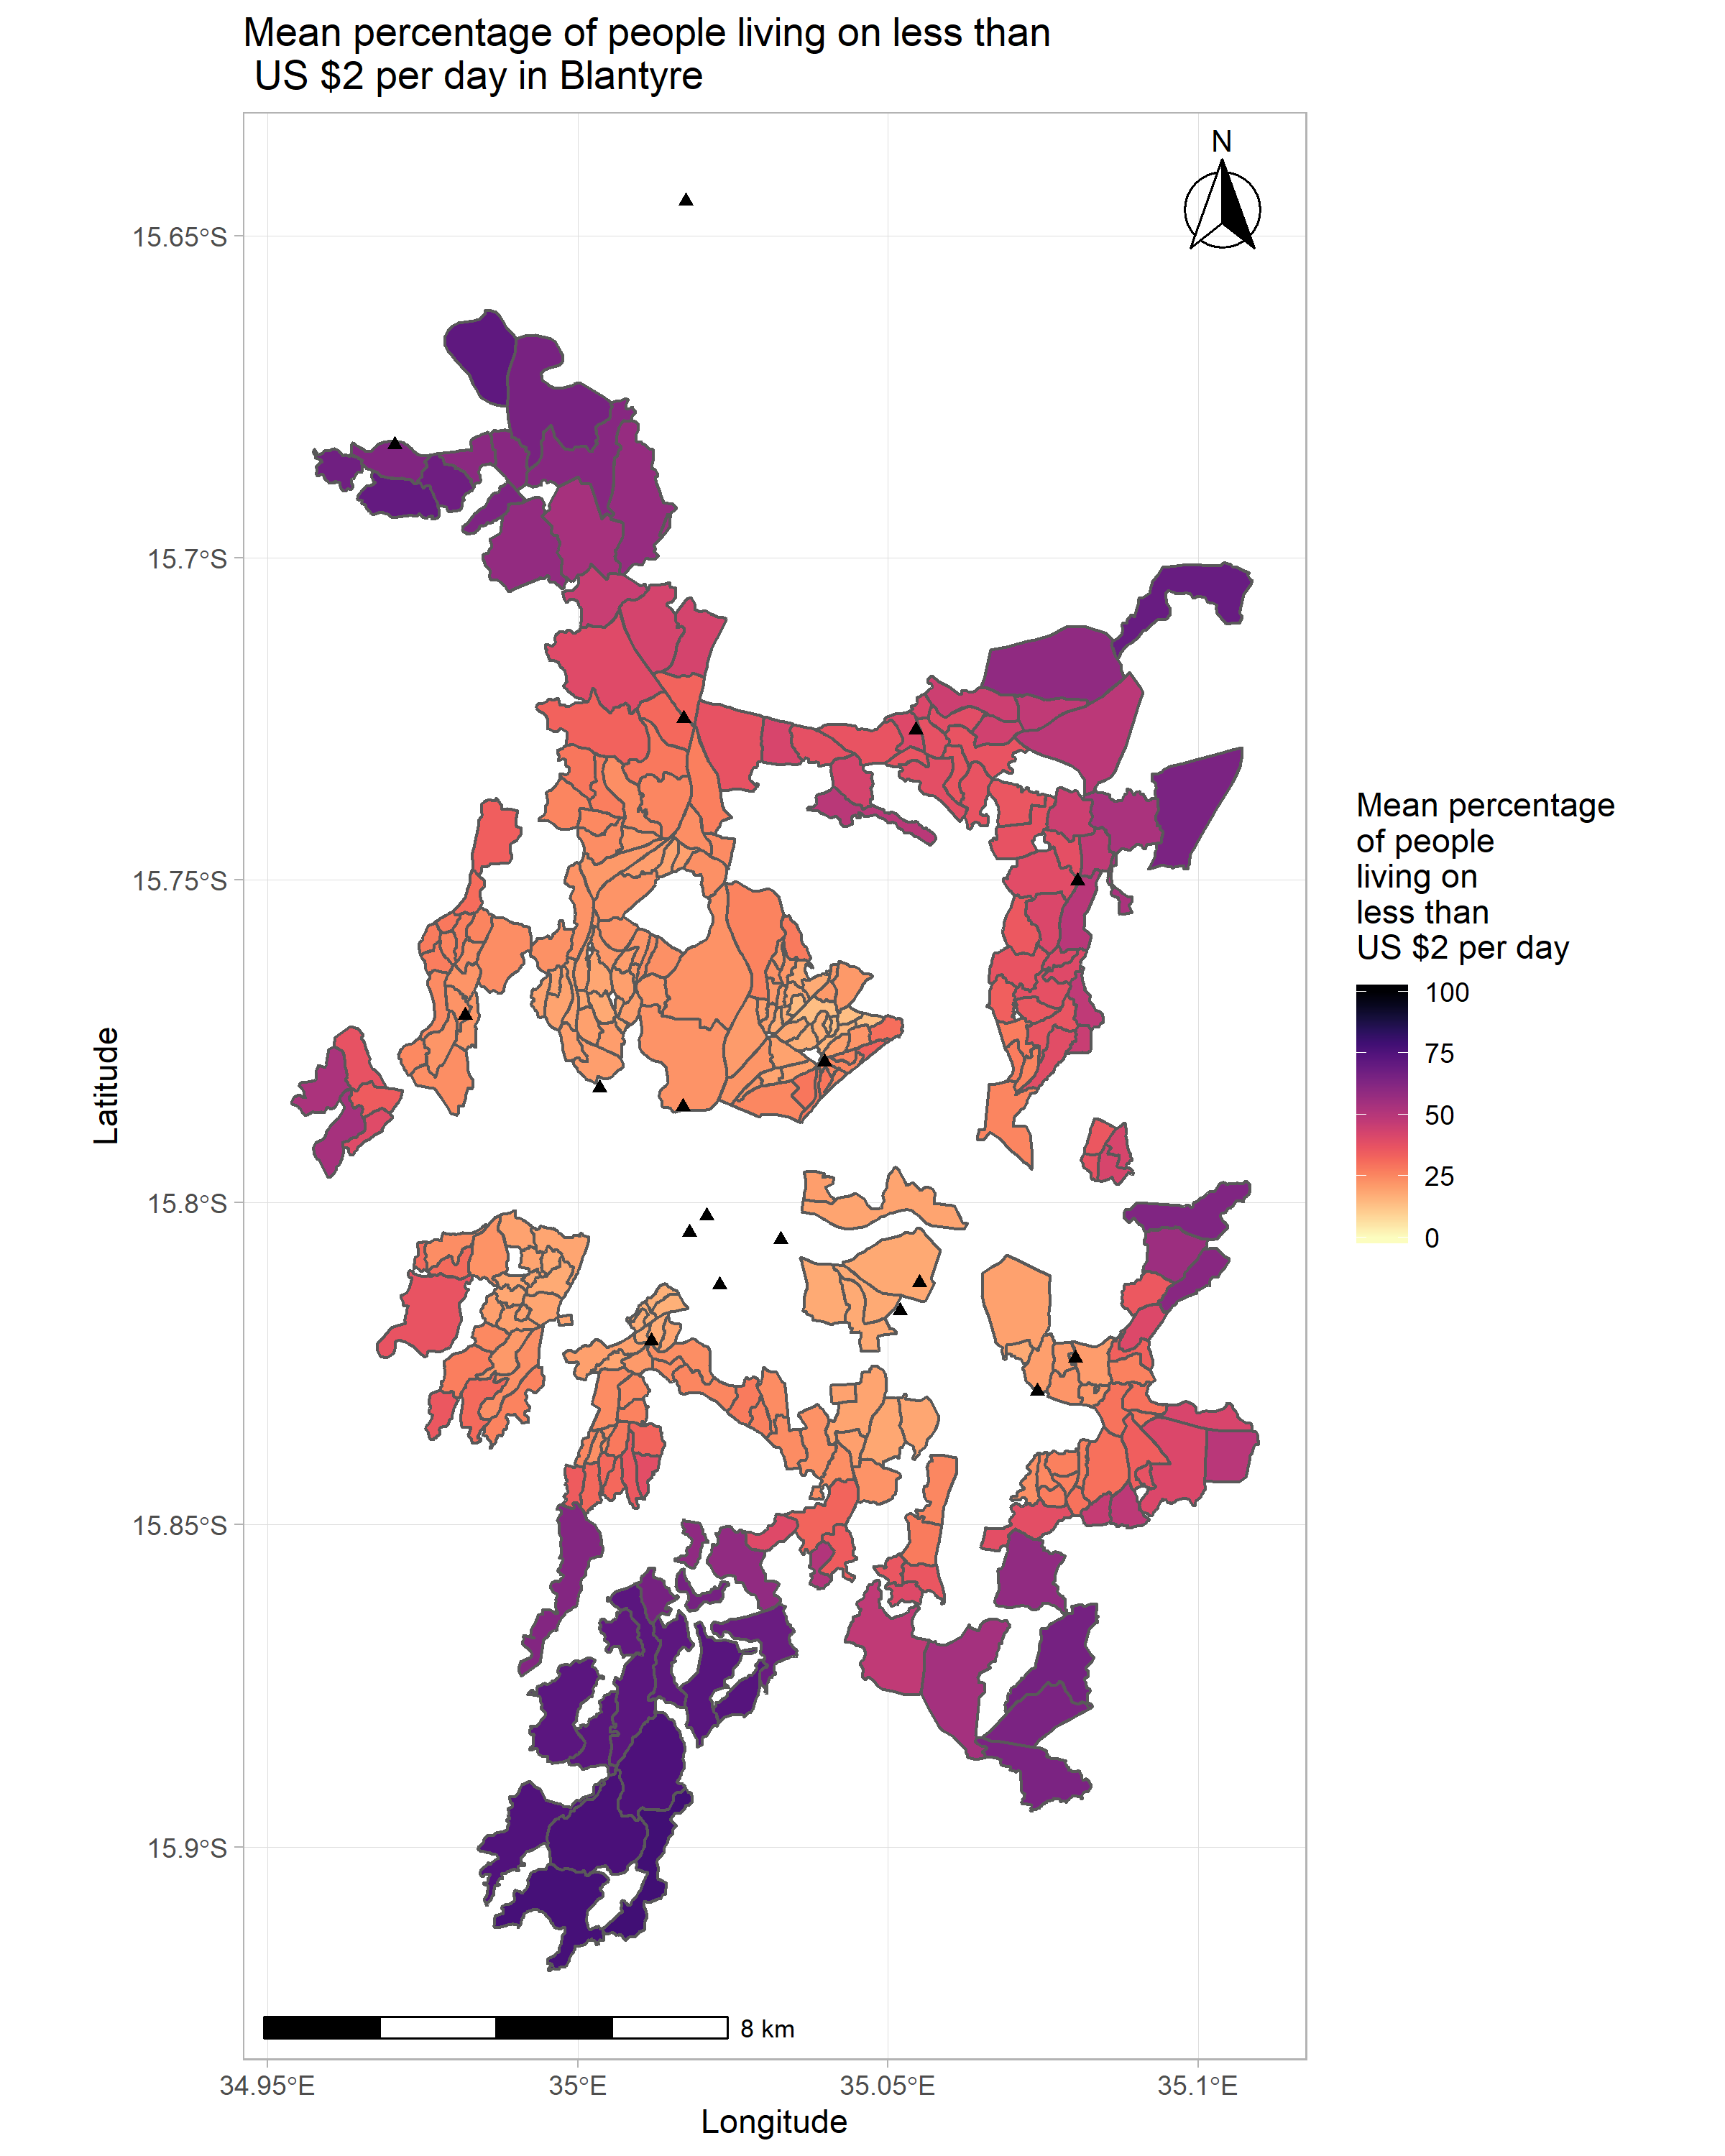 Mean percentage of people living on less than
US $2 per day in Blantyre
N
15.65°S
15.7°S
15.75°S
15.8°S
15.85°S
15.9°S
Latitude
8 km
34.95°E
35°E
35.05°E
35.1°E
Longitude
Mean percentage
of people
living on
less than
US $2 per day
100
75
50
25
0